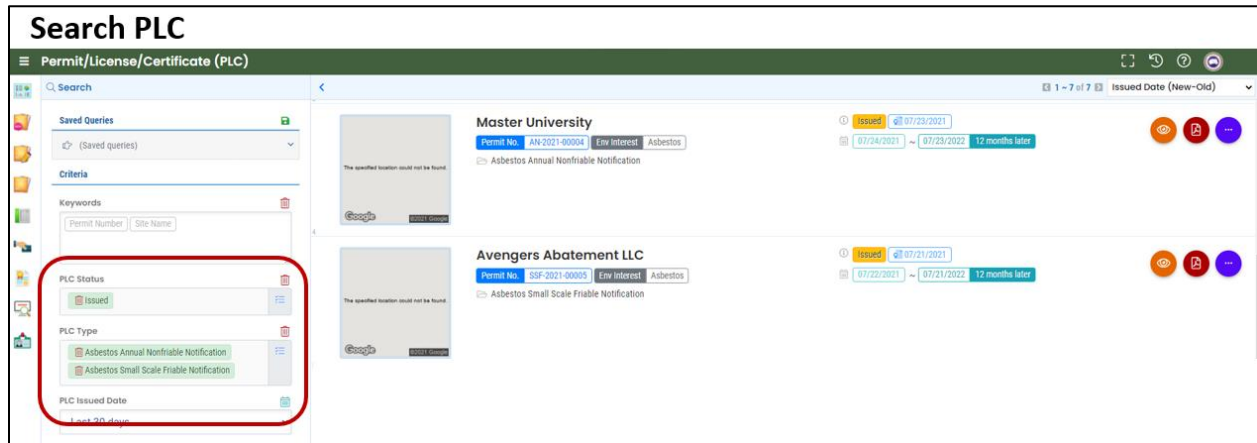 Search PLC
Permit/License/Certificate (PLC)
Search
1 ~ 7 of 7 Issued Date (New-Old)
Saved Queries
(Saved queries)
Criteria
Keywords
Permit Number Site Name
PLC Status
Issued
PLC Type
Asbestos Annual Nonfriable Notification
Asbestos Small Scale Friable Notification
PLC Issued Date
Last 30 days
The specified location could not be found.
Google ©2021 Google
Master University
Permit No. AN-2021-00004 Env Interest Asbestos
Asbestos Annual Nonfriable Notification
Issued 07/23/2021
07/24/2021 ~ 07/23/2022 12 months later
The specified location could not be found.
Google ©2021 Google
Avengers Abatement LLC
Permit No. SSF-2021-00005 Env Interest Asbestos
Asbestos Small Scale Friable Notification
Issued 07/21/2021
07/22/2021 ~ 07/21/2022 12 months later